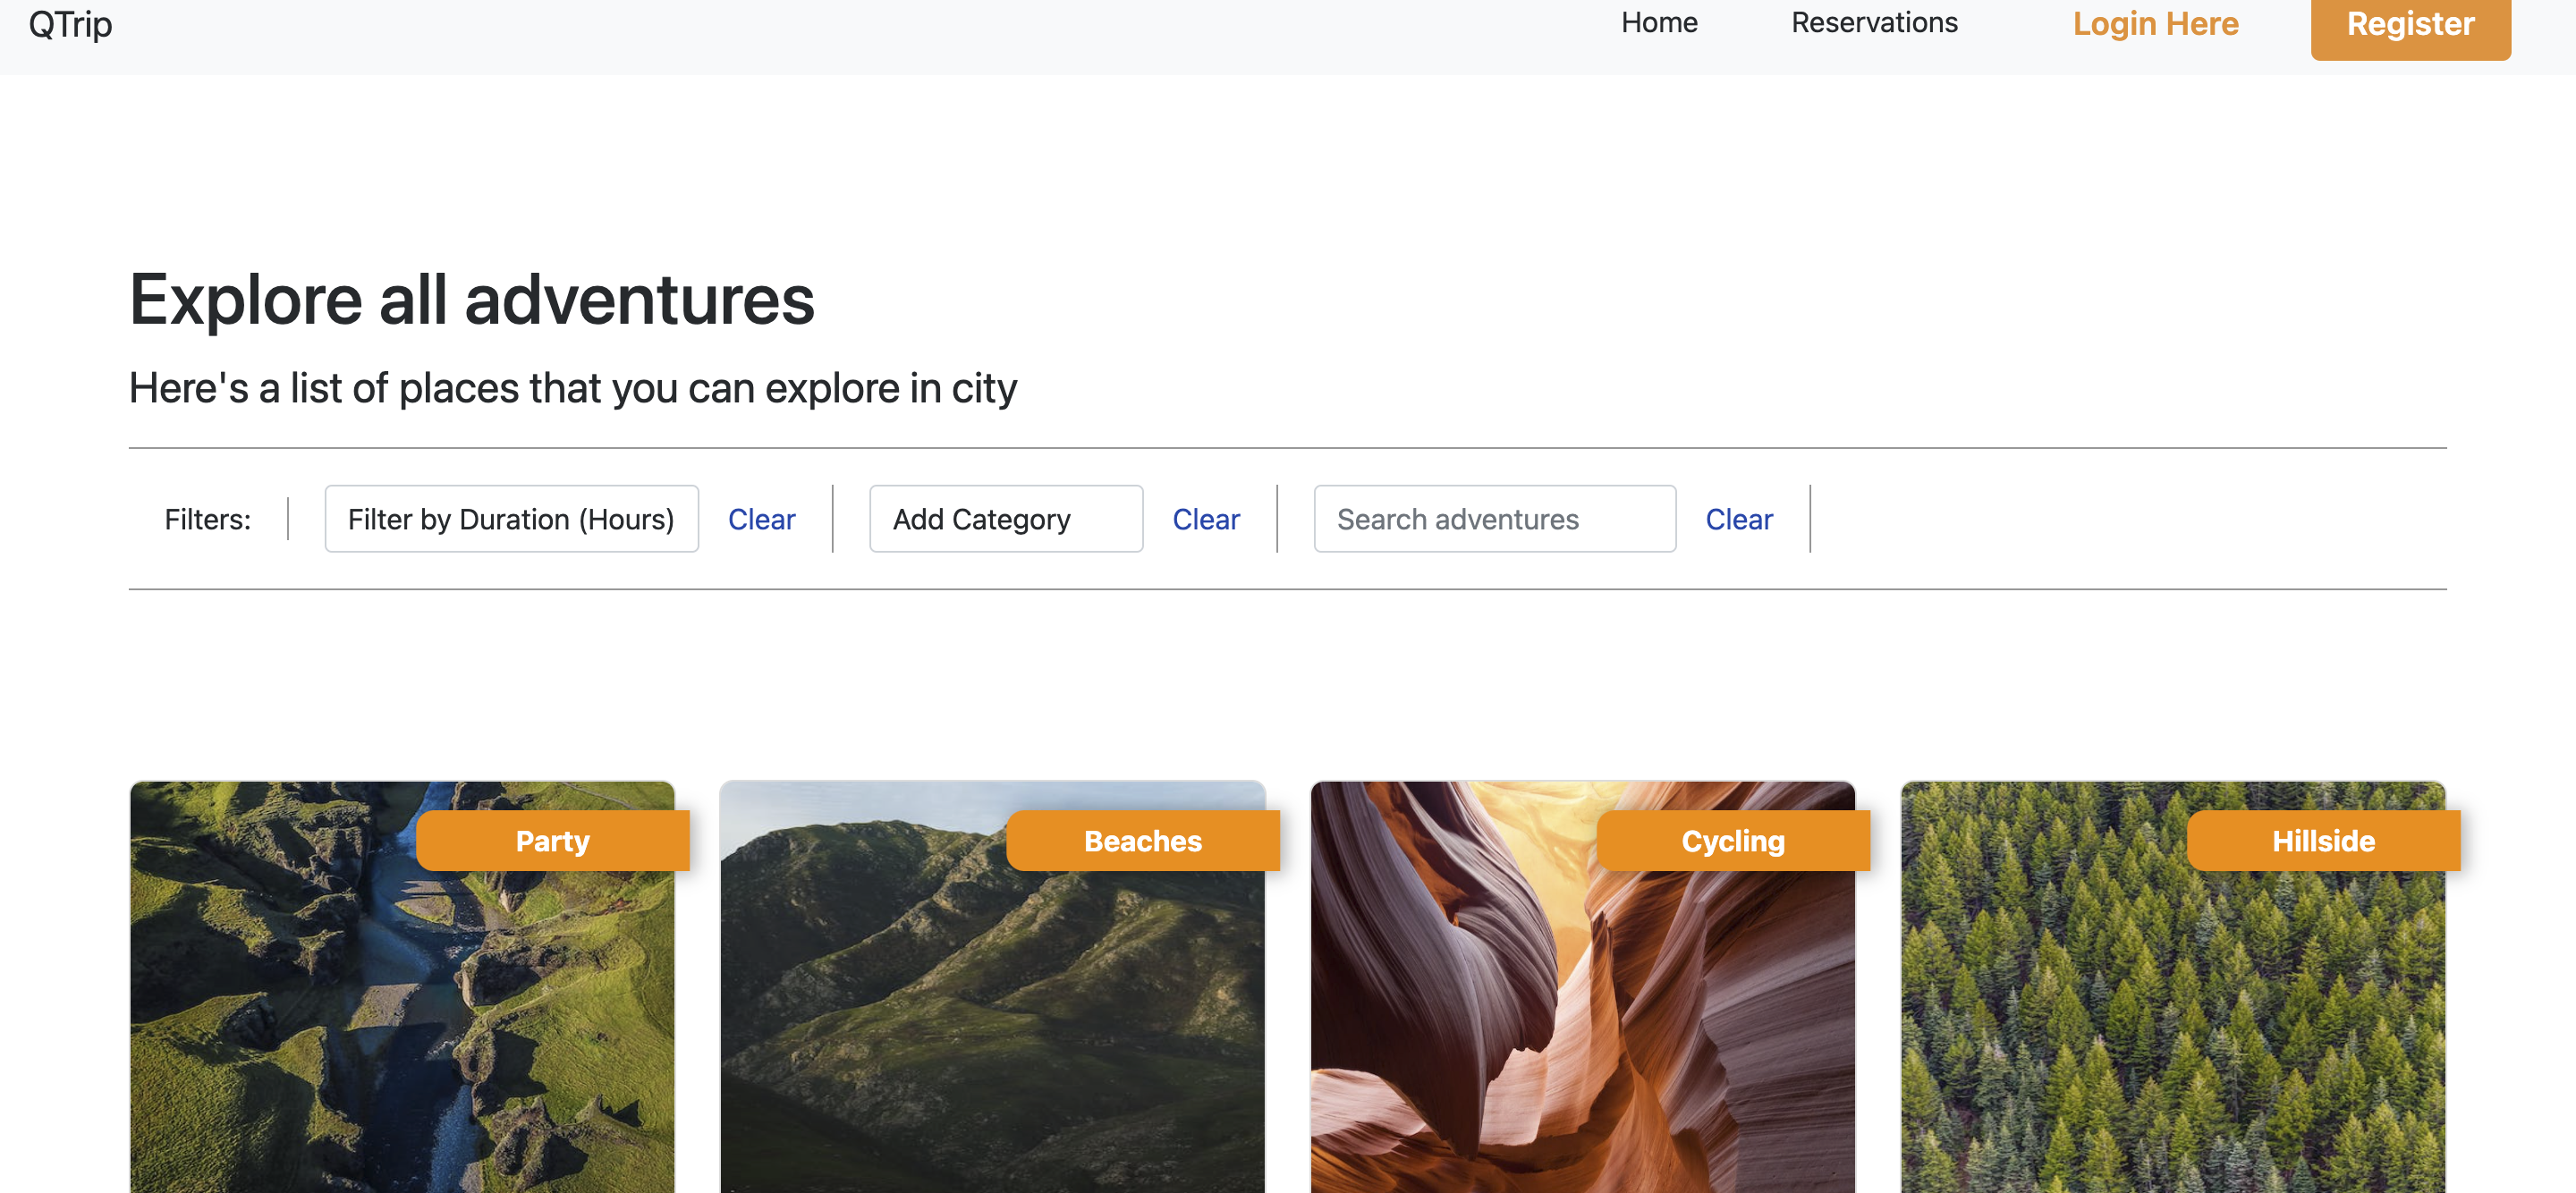 QTrip Home Reservations Login Here Register
Explore all adventures
Here's a list of places that you can explore in city
Filters: Filter by Duration (Hours) Clear Add Category Clear Search adventures Clear
Party Beaches Cycling Hillside